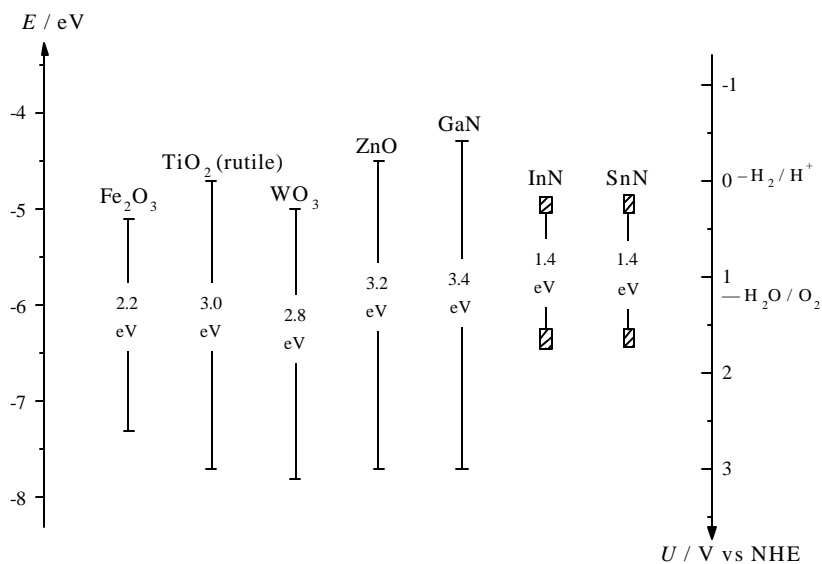 E / eV
-4
-5
-6
-7
-8
Fe₂O₃
2.2
eV
TiO₂ (rutile)
3.0
eV
WO₃
2.8
eV
ZnO
3.2
eV
GaN
3.4
eV
InN
1.4
eV
SnN
1.4
eV
-1
0
1
2
3
H₂ / H⁺
H₂O / O₂
U / V vs NHE